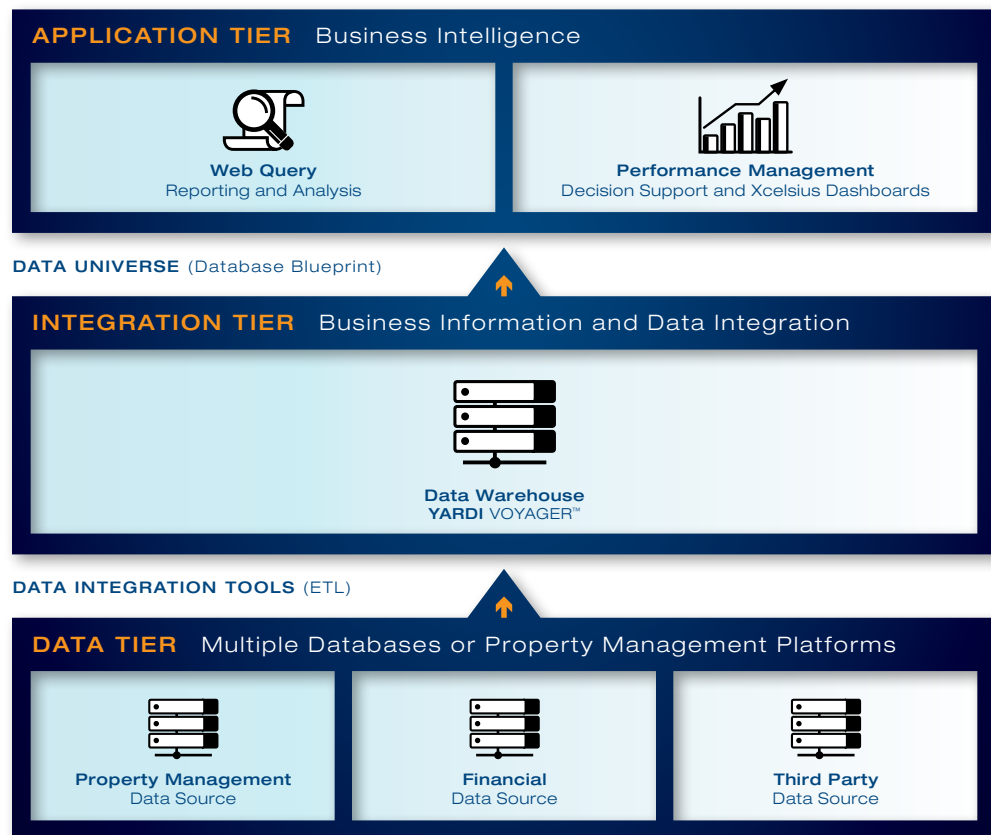 APPLICATION TIER Business Intelligence
Web Query
Reporting and Analysis
Performance Management
Decision Support and Xcelsius Dashboards
DATA UNIVERSE (Database Blueprint)
INTEGRATION TIER Business Information and Data Integration
Data Warehouse
YARDI VOYAGER™
DATA INTEGRATION TOOLS (ETL)
DATA TIER Multiple Databases or Property Management Platforms
Property Management
Data Source
Financial
Data Source
Third Party
Data Source